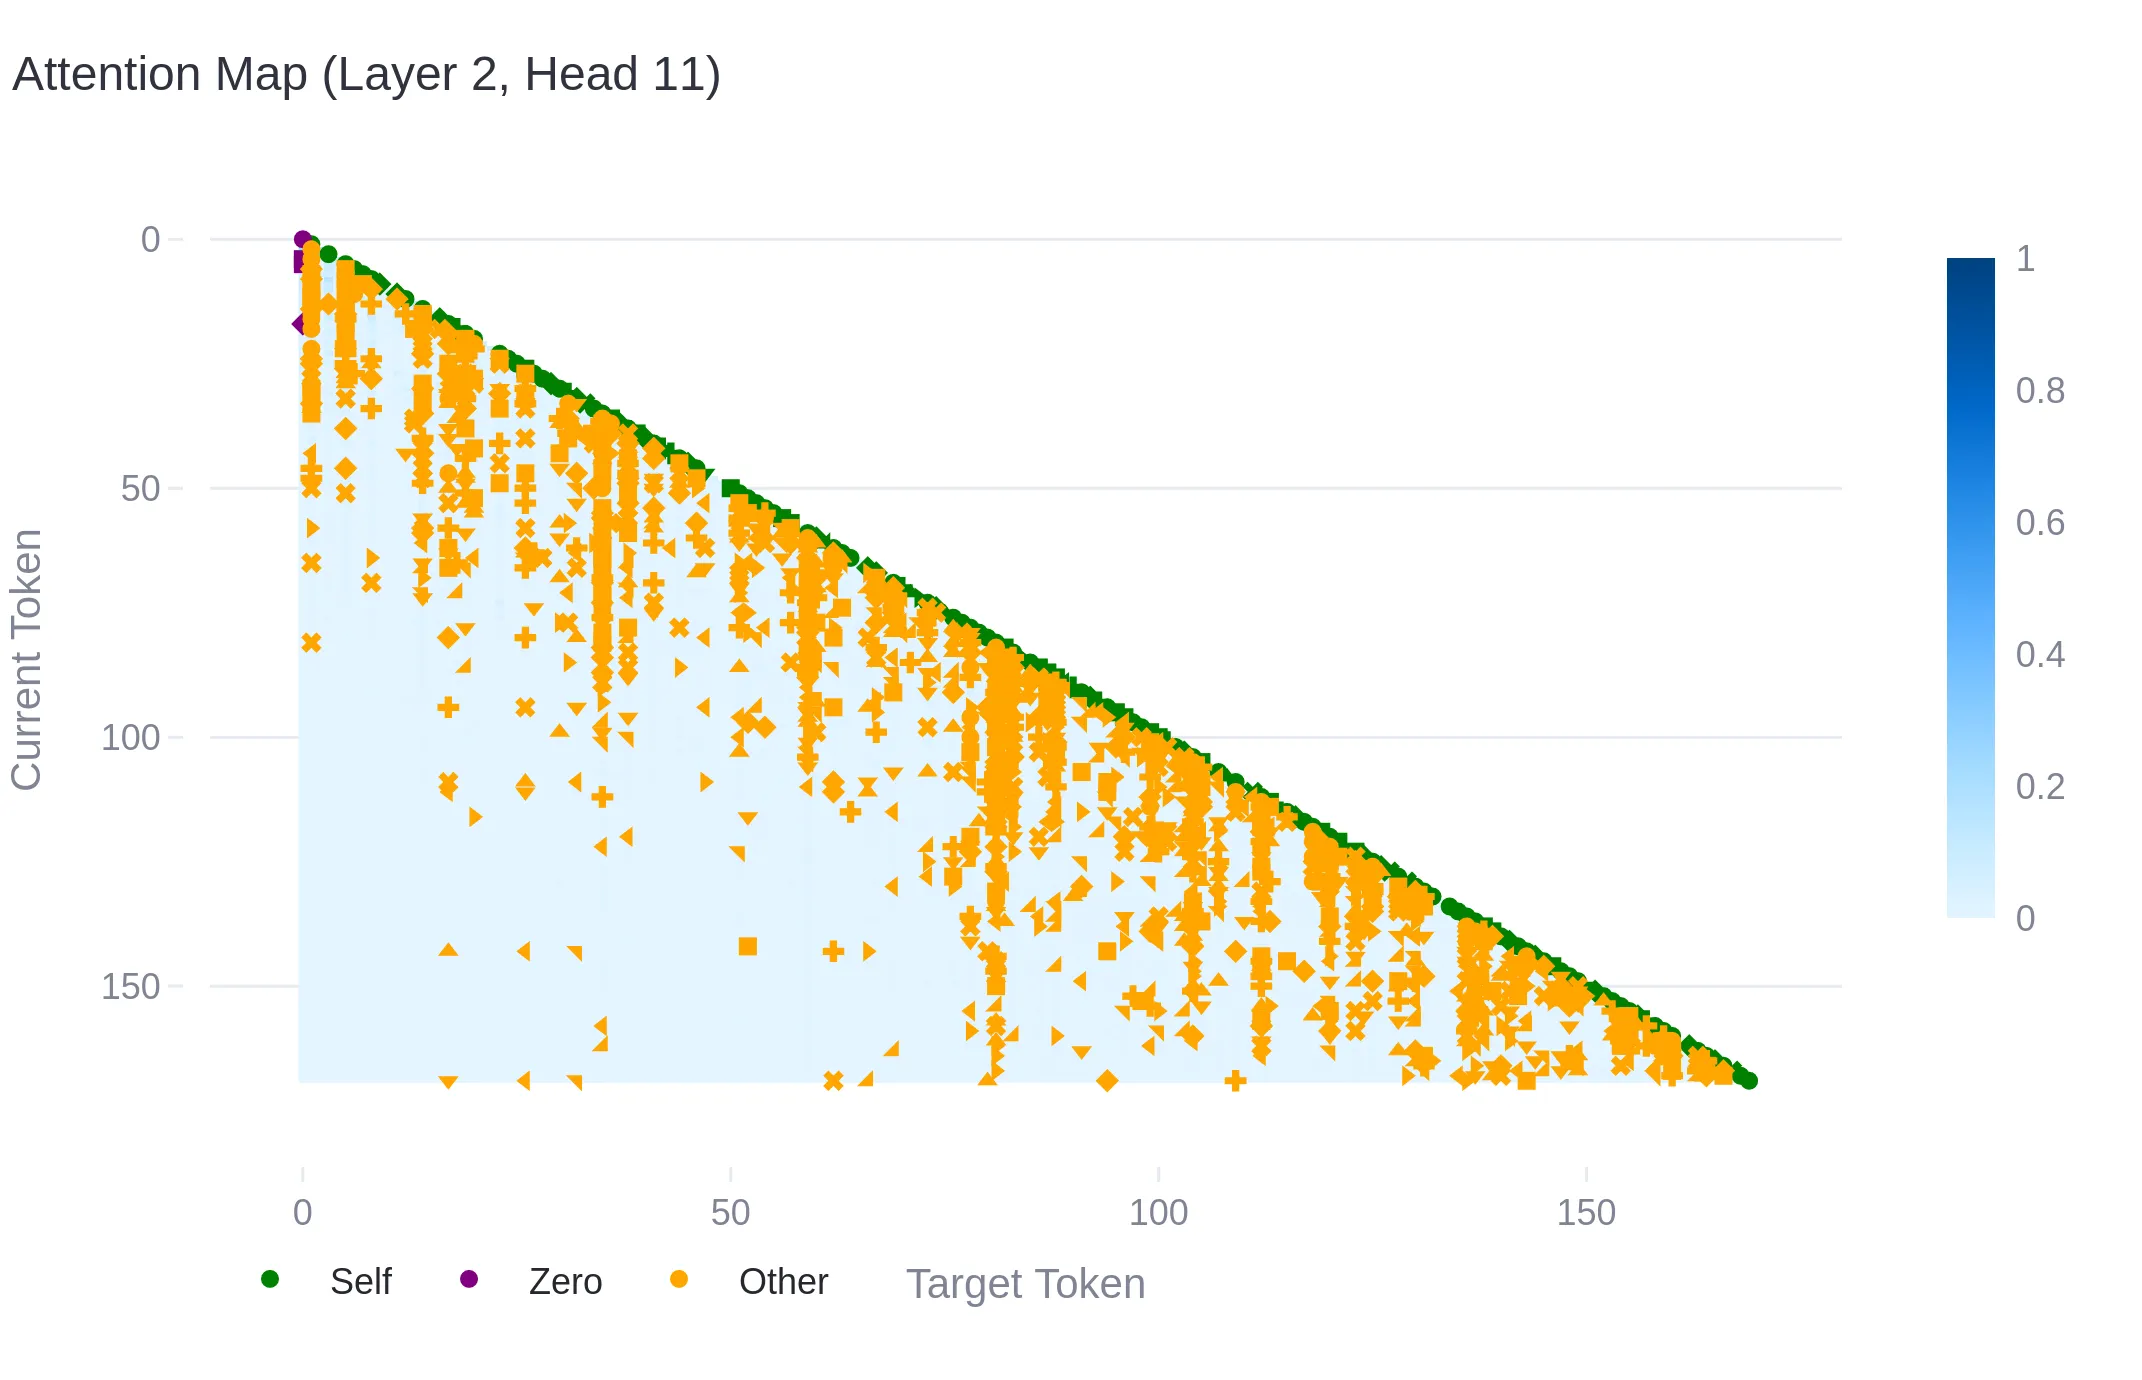 Attention Map (Layer 2, Head 11)
0
50
100
150
Current Token
1
0.8
0.6
0.4
0.2
0
0 50 100 150
Self Zero Other Target Token